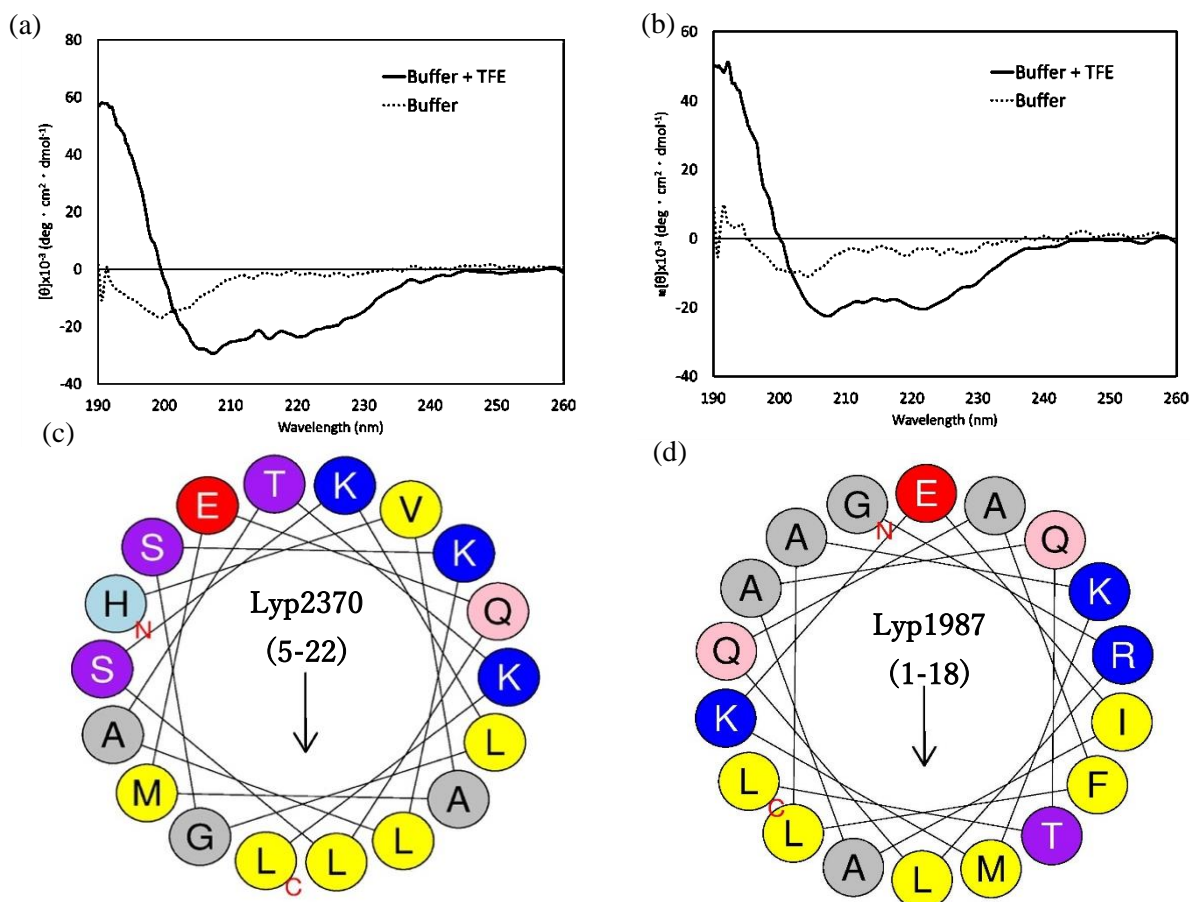 (a)
80
60
40
20
0
-20
-40
190 200 210 220 230 240 250 260
Wavelength (nm)
[θ]x10-3 (deg・cm2・dmol-1)
Buffer + TFE
Buffer
(b)
60
40
20
0
-20
-40
190 200 210 220 230 240 250 260
Wavelength (nm)
[θ]x10-3 (deg・cm2・dmol-1)
Buffer + TFE
Buffer
(c)
T K
E V
S K
H N Q
S K
A L
M A
G L
L C L
Lyp2370
(5-22)
(d)
G N E A
A Q
A K
Q R
K I
L C F
L T
A L M
Lyp1987
(1-18)